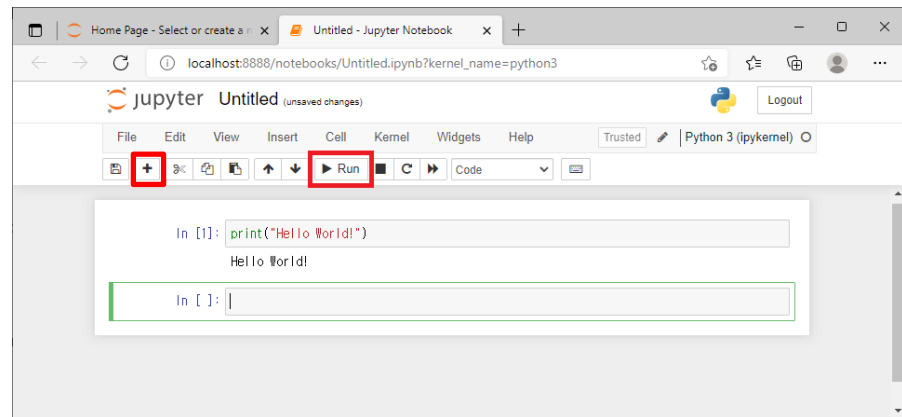 Home Page - Select or create a n
Untitled - Jupyter Notebook
localhost:8888/notebooks/Untitled.ipynb?kernel_name=python3
jupyter Untitled (unsaved changes)
Logout
File Edit View Insert Cell Kernel Widgets Help Trusted Python 3 (ipykernel)
Run Code
In [1]: print("Hello World!")
Hello World!
In [ ]: